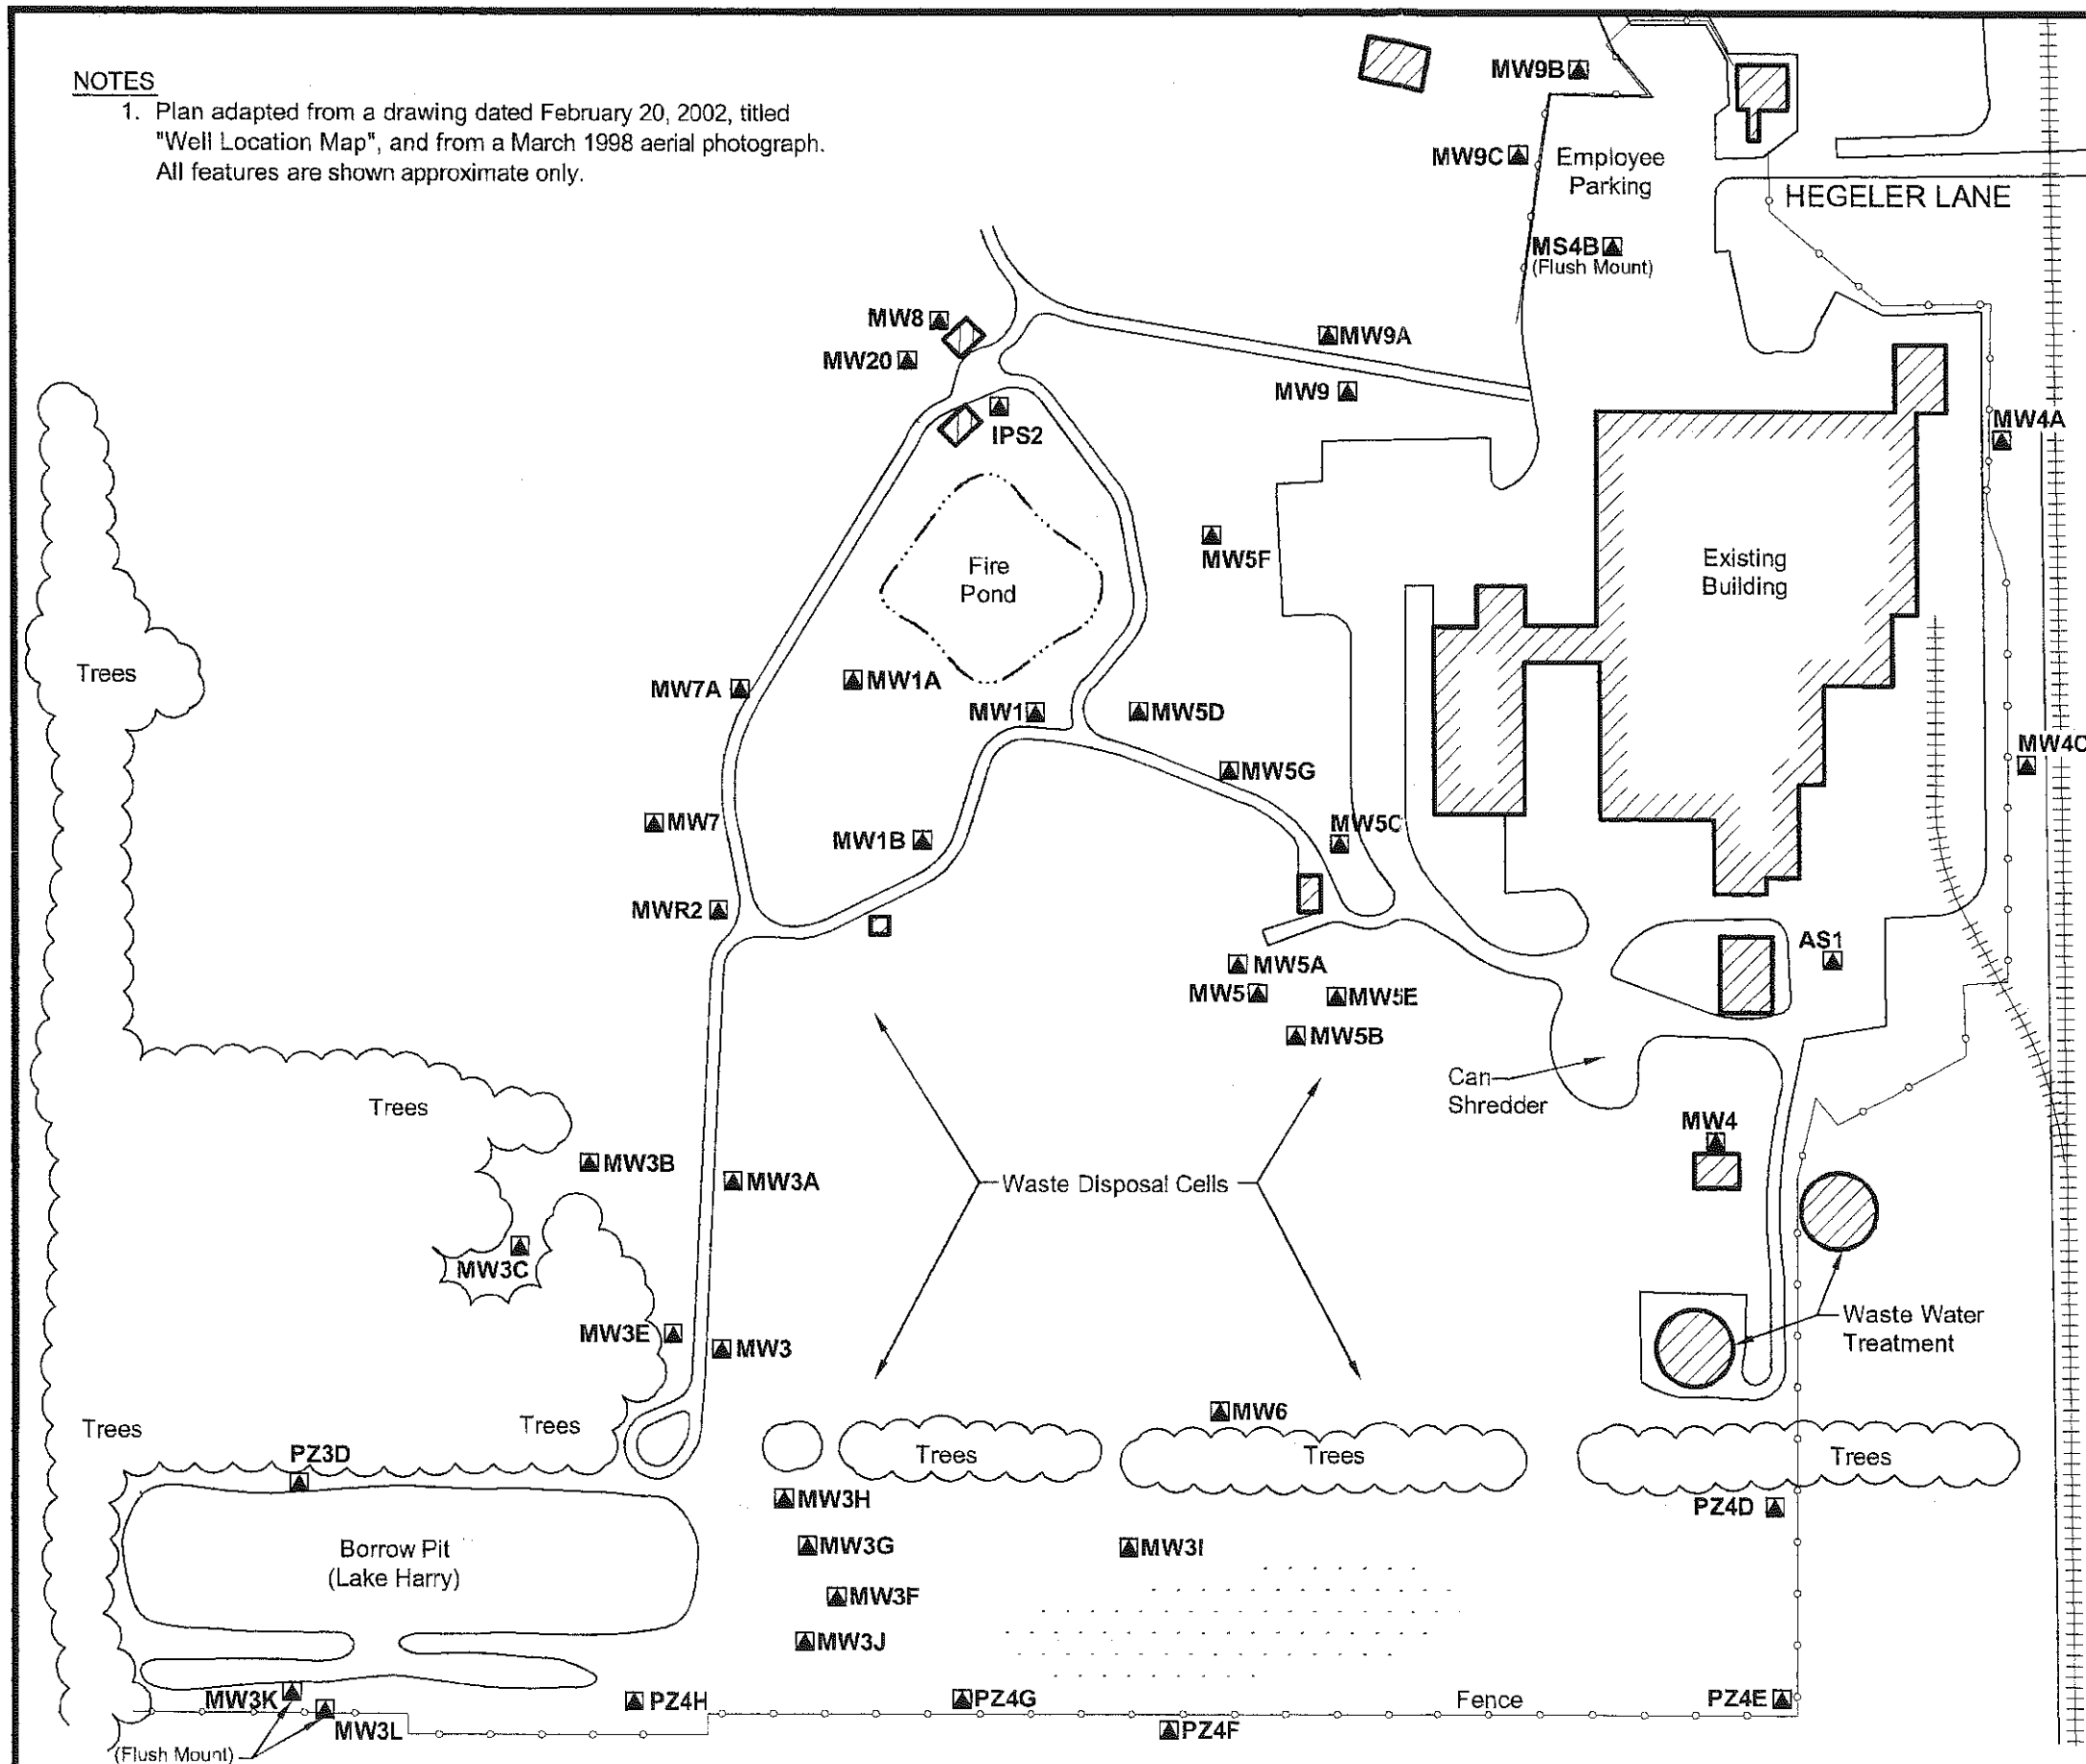 NOTES
1. Plan adapted from a drawing dated February 20, 2002, titled
"Well Location Map", and from a March 1998 aerial photograph.
All features are shown approximate only.
MW9B
MW9C
Employee
Parking
HEGELER LANE
MS4B
(Flush Mount)
MW8
MW20
MW9A
MW9
IPS2
MW4A
MW5F
Fire
Pond
Existing
Building
Trees
MW7A
MW1A
MW1
MW5D
MW4C
MW5G
MW7
MW1B
MW5C
MWR2
AS1
MW5A
MW5
MW5E
MW5B
Can
Shredder
Trees
MW4
MW3B
MW3A
Waste Disposal Cells
MW3C
MW3E
MW3
Waste Water
Treatment
MW6
Trees
Trees
Trees
Trees
Trees
PZ3D
MW3H
PZ4D
MW3G
MW3I
Borrow Pit
(Lake Harry)
MW3F
MW3J
MW3K
PZ4H
PZ4G
Fence
PZ4E
MW3L
PZ4F
(Flush Mount)